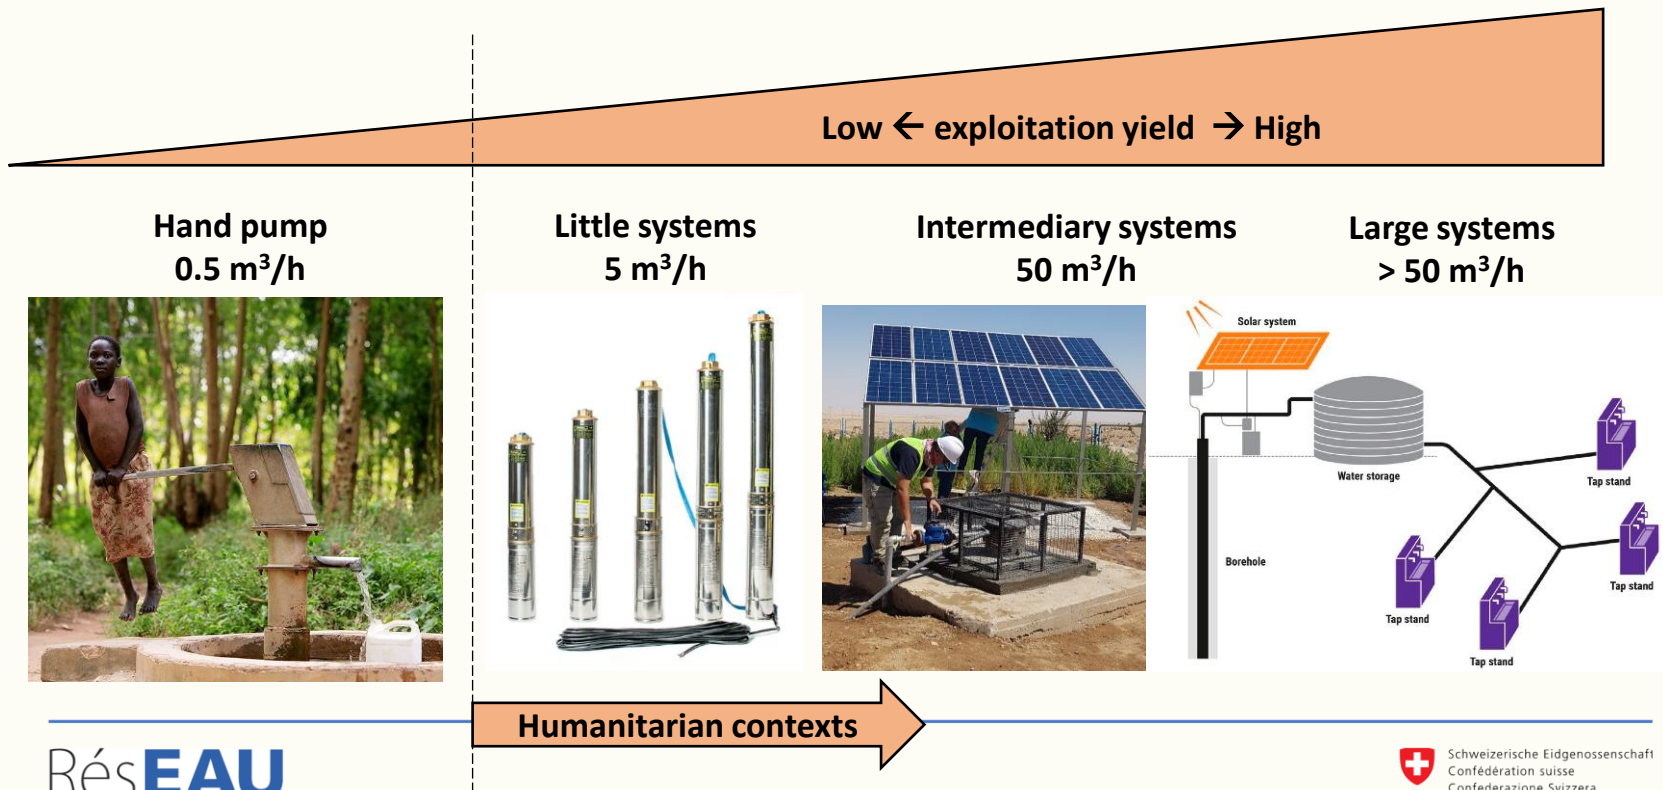 Low ← exploitation yield → High
Hand pump
0.5 m³/h
Little systems
5 m³/h
Intermediary systems
50 m³/h
Large systems
> 50 m³/h
Solar system
Water storage
Borehole
Tap stand
Tap stand
Tap stand
Tap stand
Humanitarian contexts
RésEAU
Schweizerische Eidgenossenschaft
Confédération suisse
Confederazione Svizzera